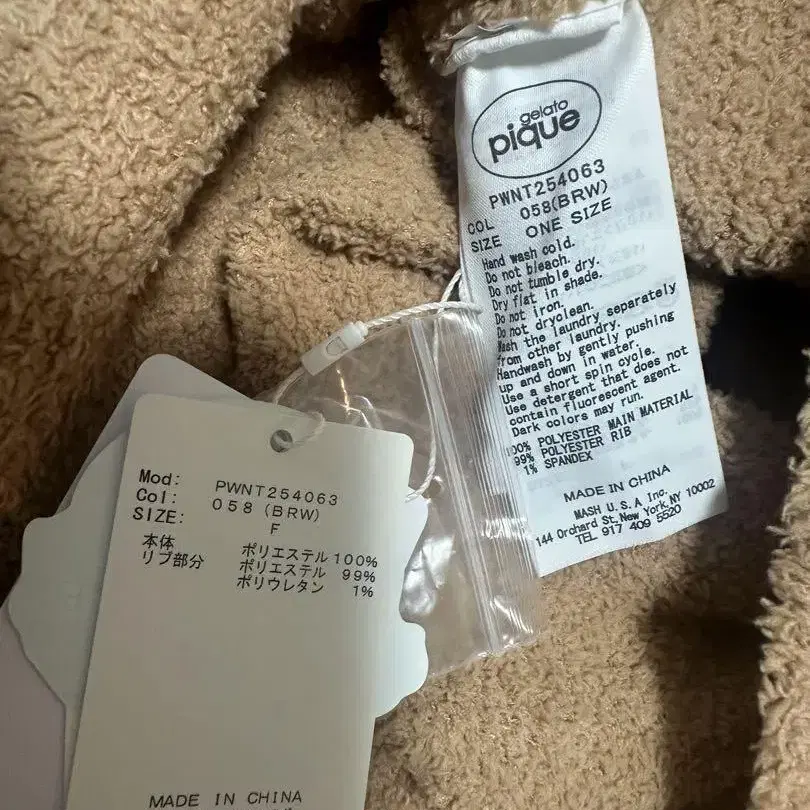 gelato
pique
PWNT254063
COL 058(BRW)
SIZE ONE SIZE
Hand wash cold.
Do not bleach.
Do not tumble dry.
Dry flat in shade.
Do not iron.
Do not dryclean.
Wash the laundry separately
from other laundry.
Handwash by gently pushing
up and down in water.
Use a short spin cycle.
Use detergent that does not
contain fluorescent agent.
Dark colors may run.
100% POLYESTER MAIN MATERIAL
99% POLYESTER RIB
1% SPANDEX
MADE IN CHINA
MASH U.S.A Inc.
144 Orchard St, New York, NY 10002
TEL 917 409 5520
Mod: PWNT254063
Col: 058 (BRW)
SIZE: F
本体 ポリエステル 100%
リブ部分 ポリエステル 99%
ポリウレタン 1%
MADE IN CHINA